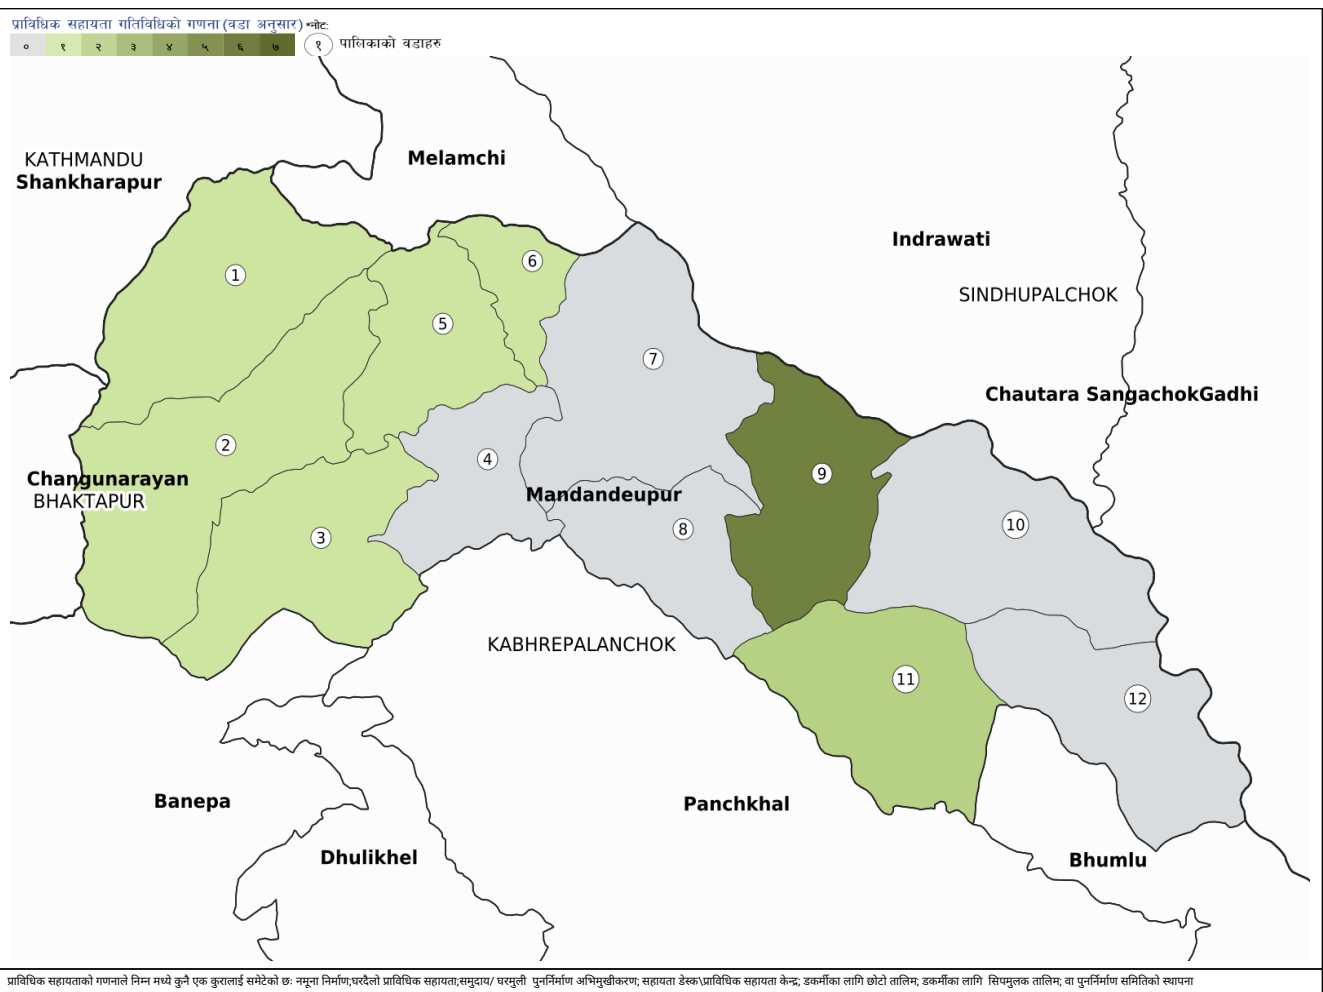 प्राविधिक सहायता गतिविधिको गणना (वडा अनुसार) *नोट:
० १ २ ३ ४ ५ ६ ७
१ पालिकाको वडाहरु
KATHMANDU
Shankharapur
Melamchi
Indrawati
SINDHUPALCHOK
Chautara SangachokGadhi
1
6
5
7
2
4
9
Changunarayan
BHAKTAPUR
Mandandeupur
3
8
10
KABHREPALANCHOK
11
12
Banepa
Panchkhal
Dhulikhel
Bhumlu
प्राविधिक सहायताको गणनाले निम्न मध्ये कुनै एक कुरालाई समेटेको छः नमूना निर्माण;घरदैलो प्राविधिक सहायता;समुदाय/ घरमुली पुनर्निर्माण अभिमुखीकरण; सहायता डेस्क\प्राविधिक सहायता केन्द्र; डकर्मीका लागि छोटो तालिम; डकर्मीका लागि सिपमुलक तालिम; वा पुनर्निर्माण समितिको स्थापना